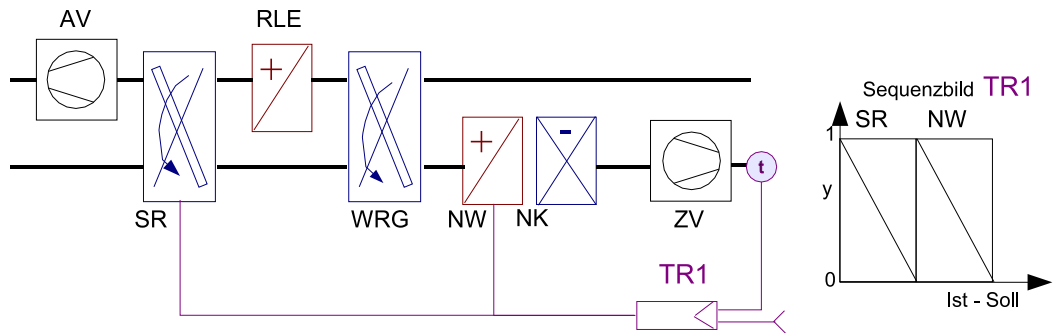 AV
RLE
+
SR
WRG
+
NW
-
NK
ZV
t
TR1
Sequenzbild TR1
SR NW
1
y
0
Ist - Soll